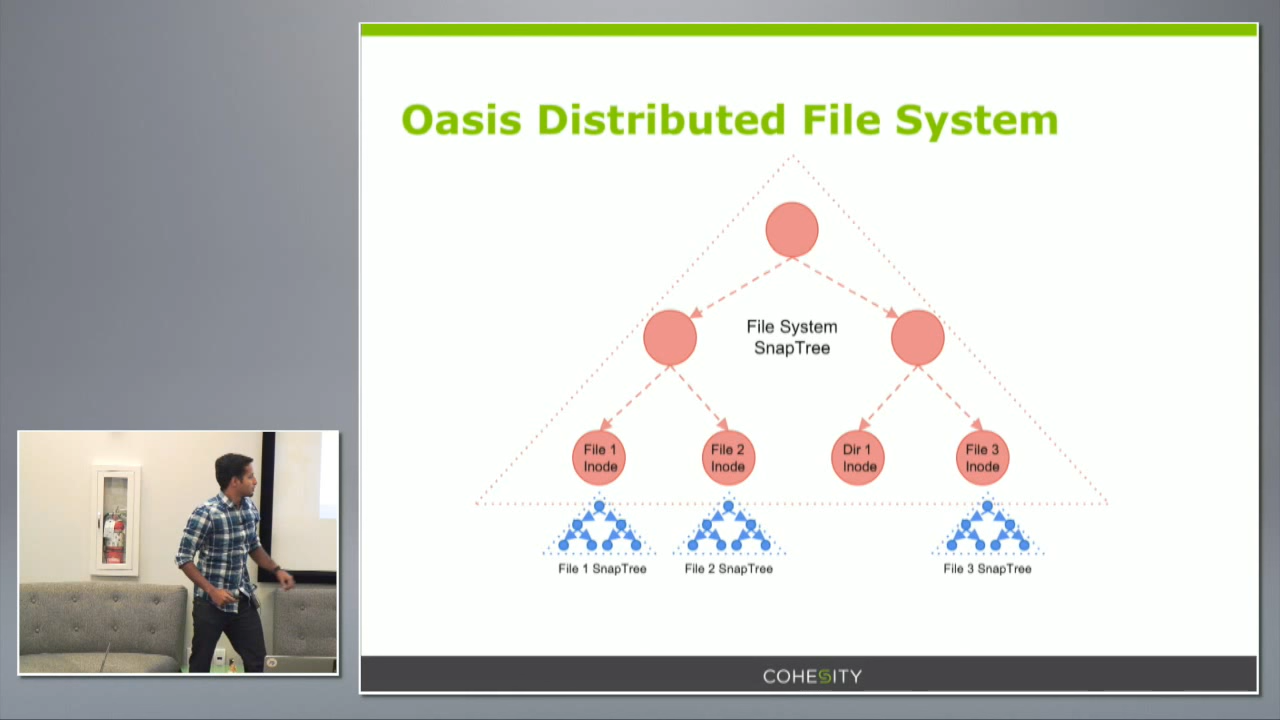 Oasis Distributed File System
File System
SnapTree
File 1
Inode
File 2
Inode
Dir 1
Inode
File 3
Inode
File 1 SnapTree
File 2 SnapTree
File 3 SnapTree
COHESITY